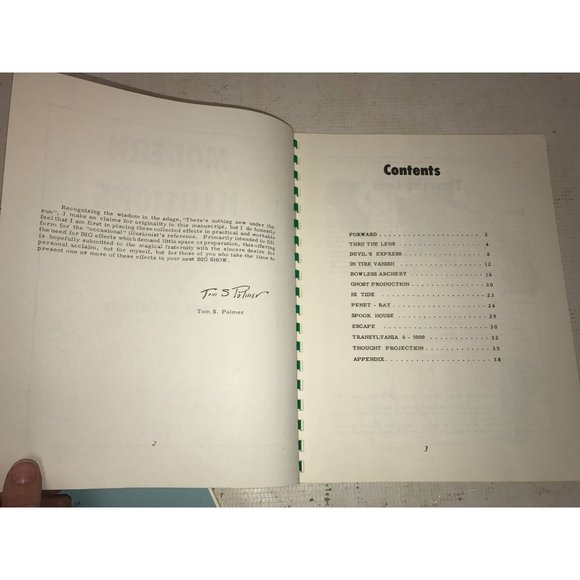 Recognizing the wisdom in the adage, "There's nothing new under the
sun", I make no claims for originality in this manuscript, but I do honestly
feel that I am first in placing these collected effects in practical and workable
form for the "occasional" illusionist's reference. Primarily intended to fill
the need for BIG effects which demand little space or preparation, this offering
is hopefully submitted to the magical fraternity with the sincere desire for
personal acclaim, not for myself, but for those of you who take the time to
present one or more of these effects in your next BIG SHOW.
Tom S Palmer
Tom S. Palmer
2
Contents
FORWARD . . . . . . . . . . . . . . . . . . 2
THRU THE LENS . . . . . . . . . . . . . . 4
DEVIL'S EXPRESS . . . . . . . . . . . . . 8
IN TIRE VANISH . . . . . . . . . . . . . 12
BOWLESS ARCHERY . . . . . . . . . . . . . 16
GHOST PRODUCTION . . . . . . . . . . . . 20
HI TIDE . . . . . . . . . . . . . . . . . 23
PENET - RAY . . . . . . . . . . . . . . . 24
SPOOK HOUSE . . . . . . . . . . . . . . . 29
ESCAPE . . . . . . . . . . . . . . . . . 30
TRANSYLVANIA 6 - 5000 . . . . . . . . . . 32
THOUGHT PROJECTION . . . . . . . . . . . 35
APPENDIX . . . . . . . . . . . . . . . . 38
3